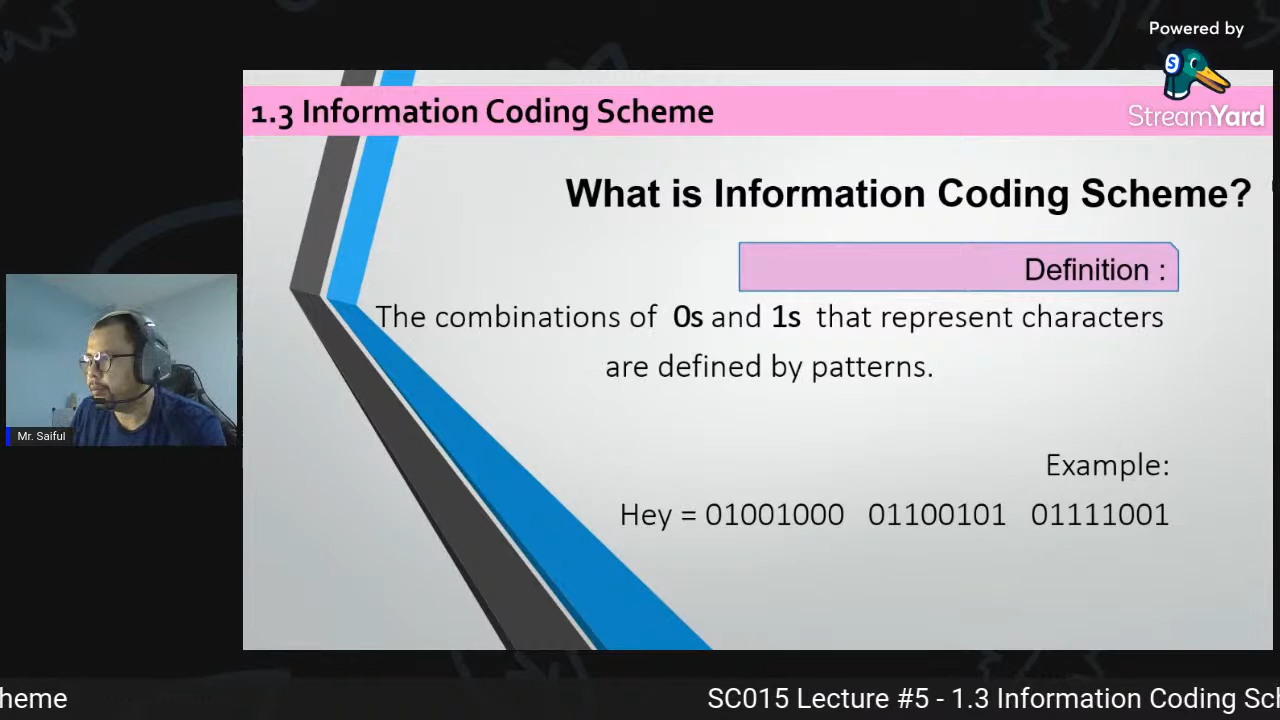 Powered by
StreamYard
1.3 Information Coding Scheme
What is Information Coding Scheme?
Definition :
The combinations of 0s and 1s that represent characters
are defined by patterns.
Example:
Hey = 01001000 01100101 01111001
Mr. Saiful
heme SC015 Lecture #5 - 1.3 Information Coding Sch